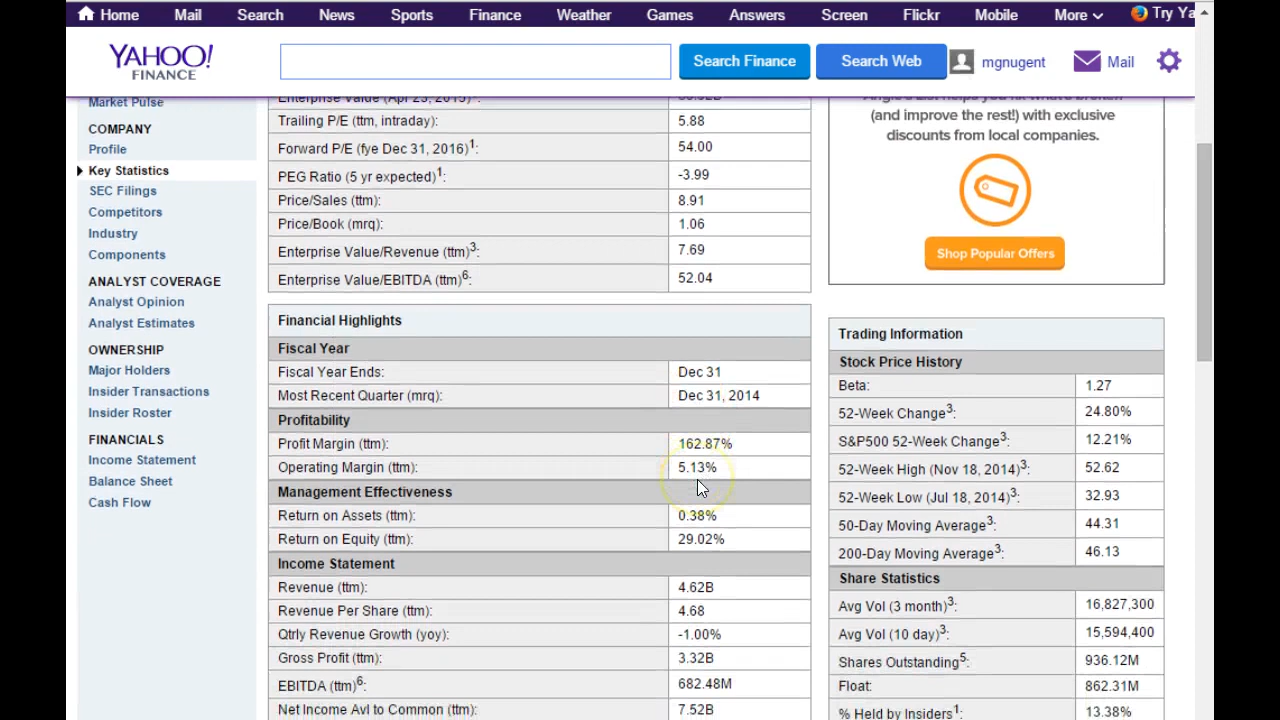 Home Mail Search News Sports Finance Weather Games Answers Screen Flickr Mobile More Try Ya
YAHOO!
FINANCE
Search Finance
Search Web
mgnugent
Mail
Market Pulse
COMPANY
Profile
Key Statistics
SEC Filings
Competitors
Industry
Components
ANALYST COVERAGE
Analyst Opinion
Analyst Estimates
OWNERSHIP
Major Holders
Insider Transactions
Insider Roster
FINANCIALS
Income Statement
Balance Sheet
Cash Flow
Trailing P/E (ttm, intraday): 5.88
Forward P/E (fye Dec 31, 2016)1: 54.00
PEG Ratio (5 yr expected)1: -3.99
Price/Sales (ttm): 8.91
Price/Book (mrq): 1.06
Enterprise Value/Revenue (ttm)3: 7.69
Enterprise Value/EBITDA (ttm)6: 52.04
Financial Highlights
Fiscal Year
Fiscal Year Ends: Dec 31
Most Recent Quarter (mrq): Dec 31, 2014
Profitability
Profit Margin (ttm): 162.87%
Operating Margin (ttm): 5.13%
Management Effectiveness
Return on Assets (ttm): 0.38%
Return on Equity (ttm): 29.02%
Income Statement
Revenue (ttm): 4.62B
Revenue Per Share (ttm): 4.68
Qtrly Revenue Growth (yoy): -1.00%
Gross Profit (ttm): 3.32B
EBITDA (ttm)6: 682.48M
Net Income Avl to Common (ttm): 7.52B
(and improve the rest!) with exclusive
discounts from local companies.
Shop Popular Offers
Trading Information
Stock Price History
Beta: 1.27
52-Week Change3: 24.80%
S&P500 52-Week Change3: 12.21%
52-Week High (Nov 18, 2014)3: 52.62
52-Week Low (Jul 18, 2014)3: 32.93
50-Day Moving Average3: 44.31
200-Day Moving Average3: 46.13
Share Statistics
Avg Vol (3 month)3: 16,827,300
Avg Vol (10 day)3: 15,594,400
Shares Outstanding5: 936.12M
Float: 862.31M
% Held by Insiders1: 13.38%